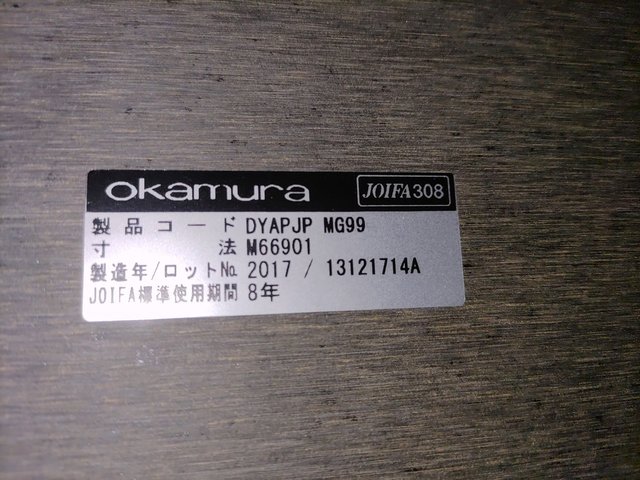 okamura JOIFA308
製品コード DYAPJP MG99
寸法 M66901
製造年/ロット№ 2017 / 13121714A
JOIFA標準使用期間 8年